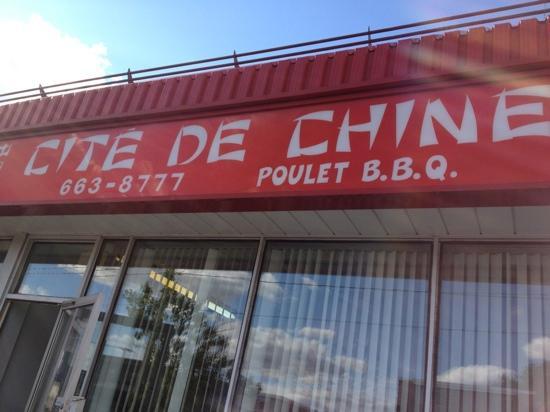 CITÉ DE CHINE
663-8777
POULET B.B.Q.